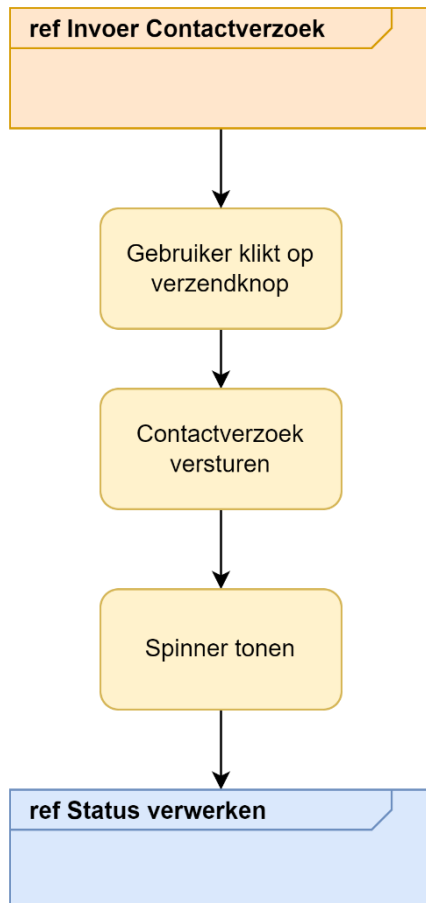 ref Invoer Contactverzoek
Gebruiker klikt op
verzendknop
Contactverzoek
versturen
Spinner tonen
ref Status verwerken